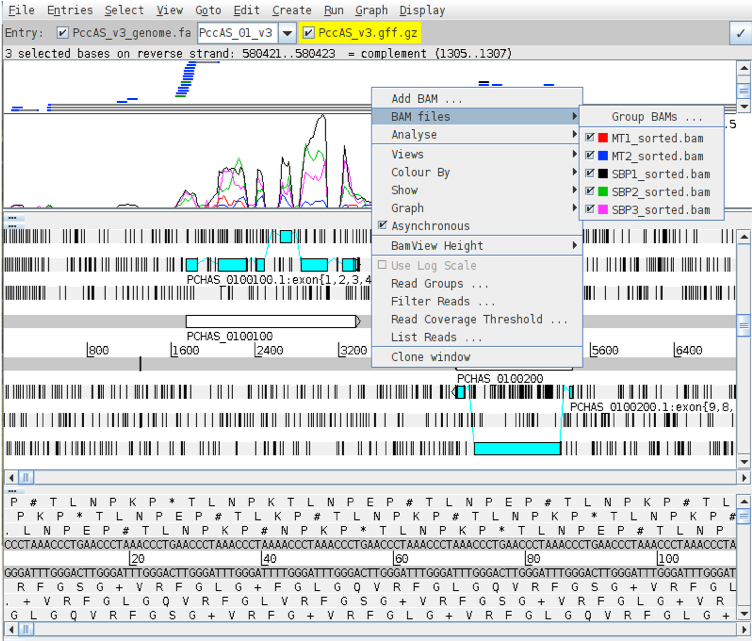 File Entries Select View Goto Edit Create Run Graph Display
Entry: PccAS_v3_genome.fa PccAS_01_v3 PccAS_v3.gff.gz
3 selected bases on reverse strand: 580421..580423 = complement (1305..1307)
Add BAM ...
BAM files
Analyse
Views
Colour By
Show
Graph
Asynchronous
BamView Height
Use Log Scale
Read Groups ...
Filter Reads ...
Read Coverage Threshold ...
List Reads ...
Clone window
Group BAMs ...
MT1_sorted.bam
MT2_sorted.bam
SBP1_sorted.bam
SBP2_sorted.bam
SBP3_sorted.bam
.5
PCHAS_0100100.1:exon{1,2,3,4
PCHAS_0100100
800 1600 2400 3200 5600 6400
PCHAS_0100200
PCHAS_0100200.1:exon{9,8,
P # T L N P K P * T L N P K T L N P E P # T L N P E P # T L N P K P # T L
P K P * T L N P E P # T L K P # T L N P K P # T L N P K P * T L N P K P #
. L N P E P # T L N P K P # N P K P * T L N P K P * T L N P E P # T L N P
CCCTAAACCCTGAACCCTAAACCCTGAACCCTGAACCCTAAACCCTAAAACCCTAAACCCTGAACCCTAAACCCTGAACCCTAAACCCTAAACCCTGAACCCTAAACCCTA
20 40 60 80 100
GGGATTTGGGACTTGGGATTTGGGACTTGGGACTTGGGATTTGGGATTTTGGGATTTGGGACTTGGGATTTGGGACTTGGGATTTGGGATTTGGGACTTGGGATTTGGGAT
R F G S G + V R F G L G + F G L G Q V R F G L G Q V R F G S G + V R F G
. + V R F G L G Q V R F G L V R F G S G + V R F G S G + V R F G L G + V R
G L G Q V R F G S G + V R F G + V R F G L G Q V R F G L G Q V R F G L G +